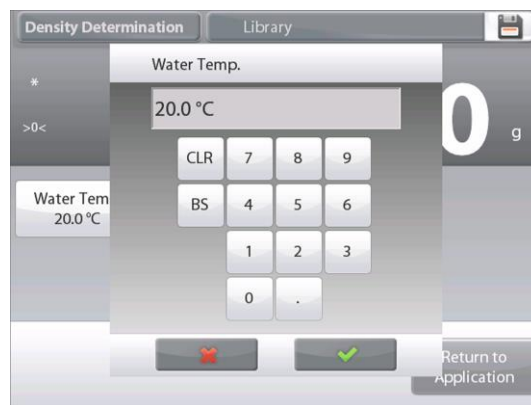 Density Determination
Library
Water Temp.
*
20.0 °C
>0<
0 g
CLR 7 8 9
Water Tem
20.0 °C
BS 4 5 6
1 2 3
0 .
Return to
Application